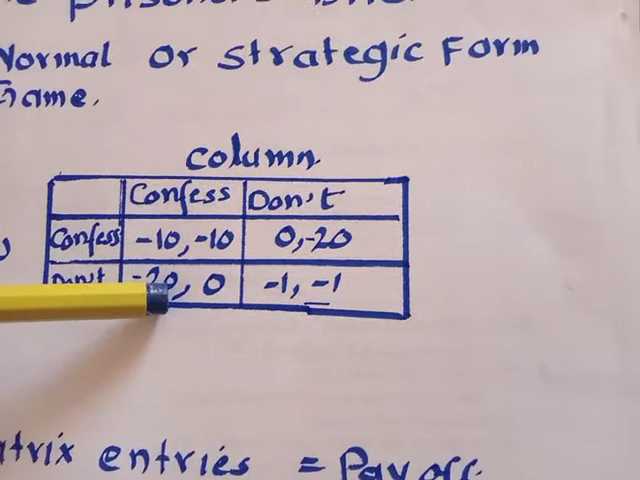 Normal or strategic Form
Game.
column.
Confess Don't
Confess -10, -10 0, -20
Don't -20, 0 -1, -1
entries = Payoff